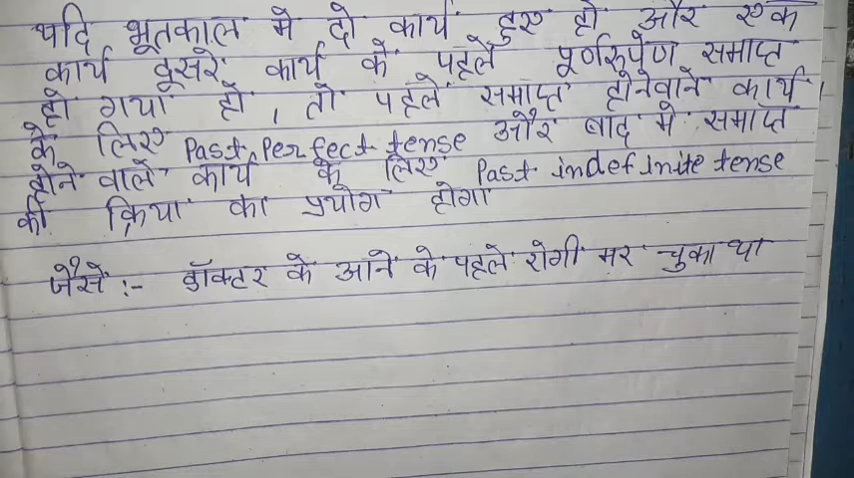 यदि भूतकाल मे दो कार्य हुए हो और एक
कार्य दूसरे कार्य के पहले पूर्णरुपेण समाप्त
हो गया हो, तो पहले समाप्त होनेवाने कार्य
के लिए Past Perfect tense और बाद मे समाप्त
होने वाले कार्य के लिए Past indefinite tense
की क्रिया का प्रयोग होगा
जैसे :- डॉक्टर के आने के पहले रोगी मर चुका था